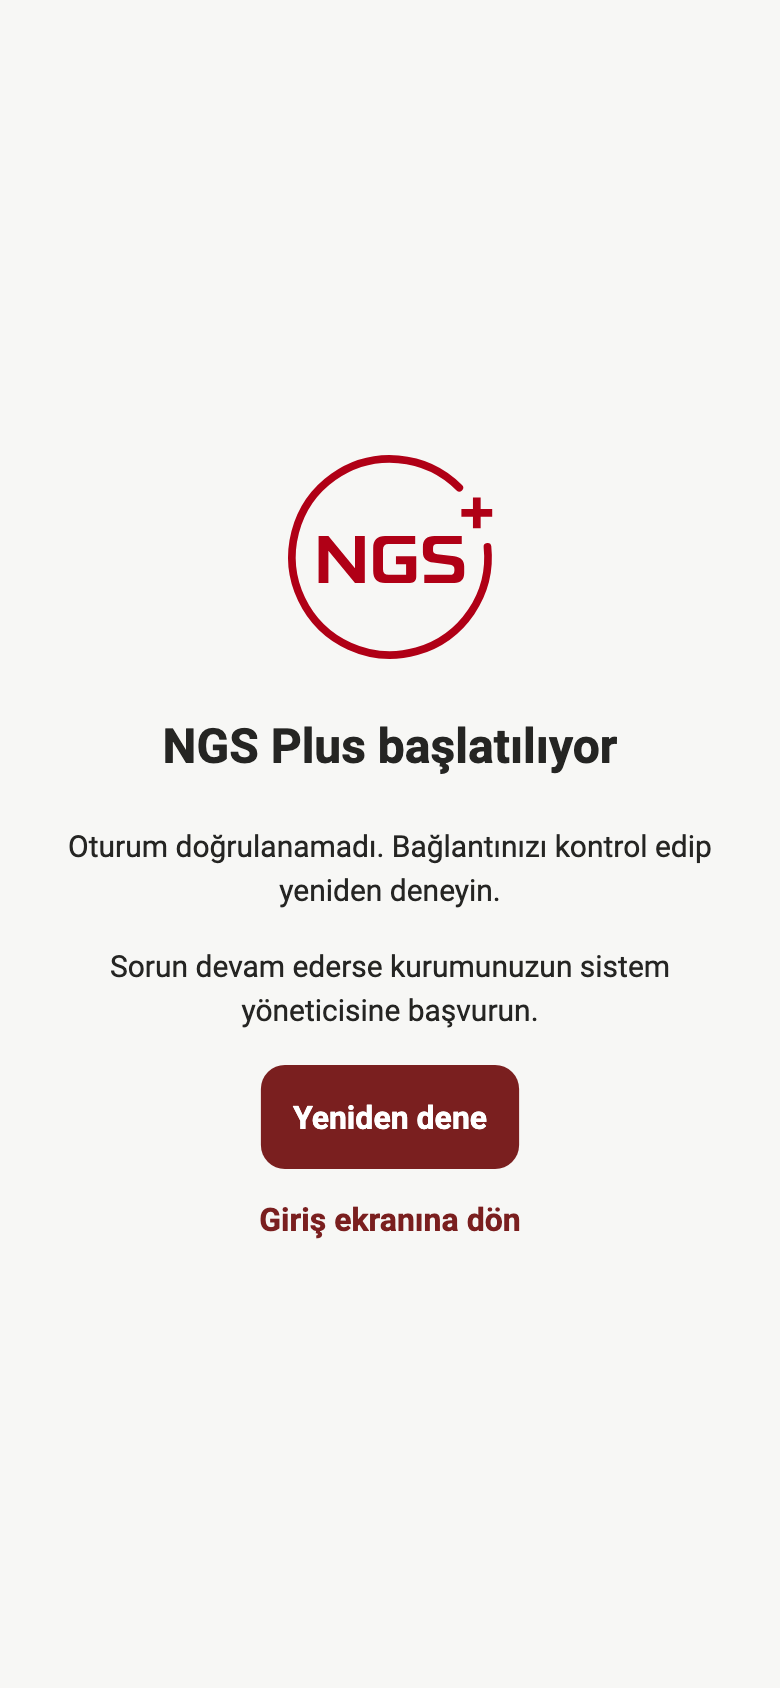 NGS+
NGS Plus başlatılıyor
Oturum doğrulanamadı. Bağlantınızı kontrol edip
yeniden deneyin.
Sorun devam ederse kurumunuzun sistem
yöneticisine başvurun.
Yeniden dene
Giriş ekranına dön